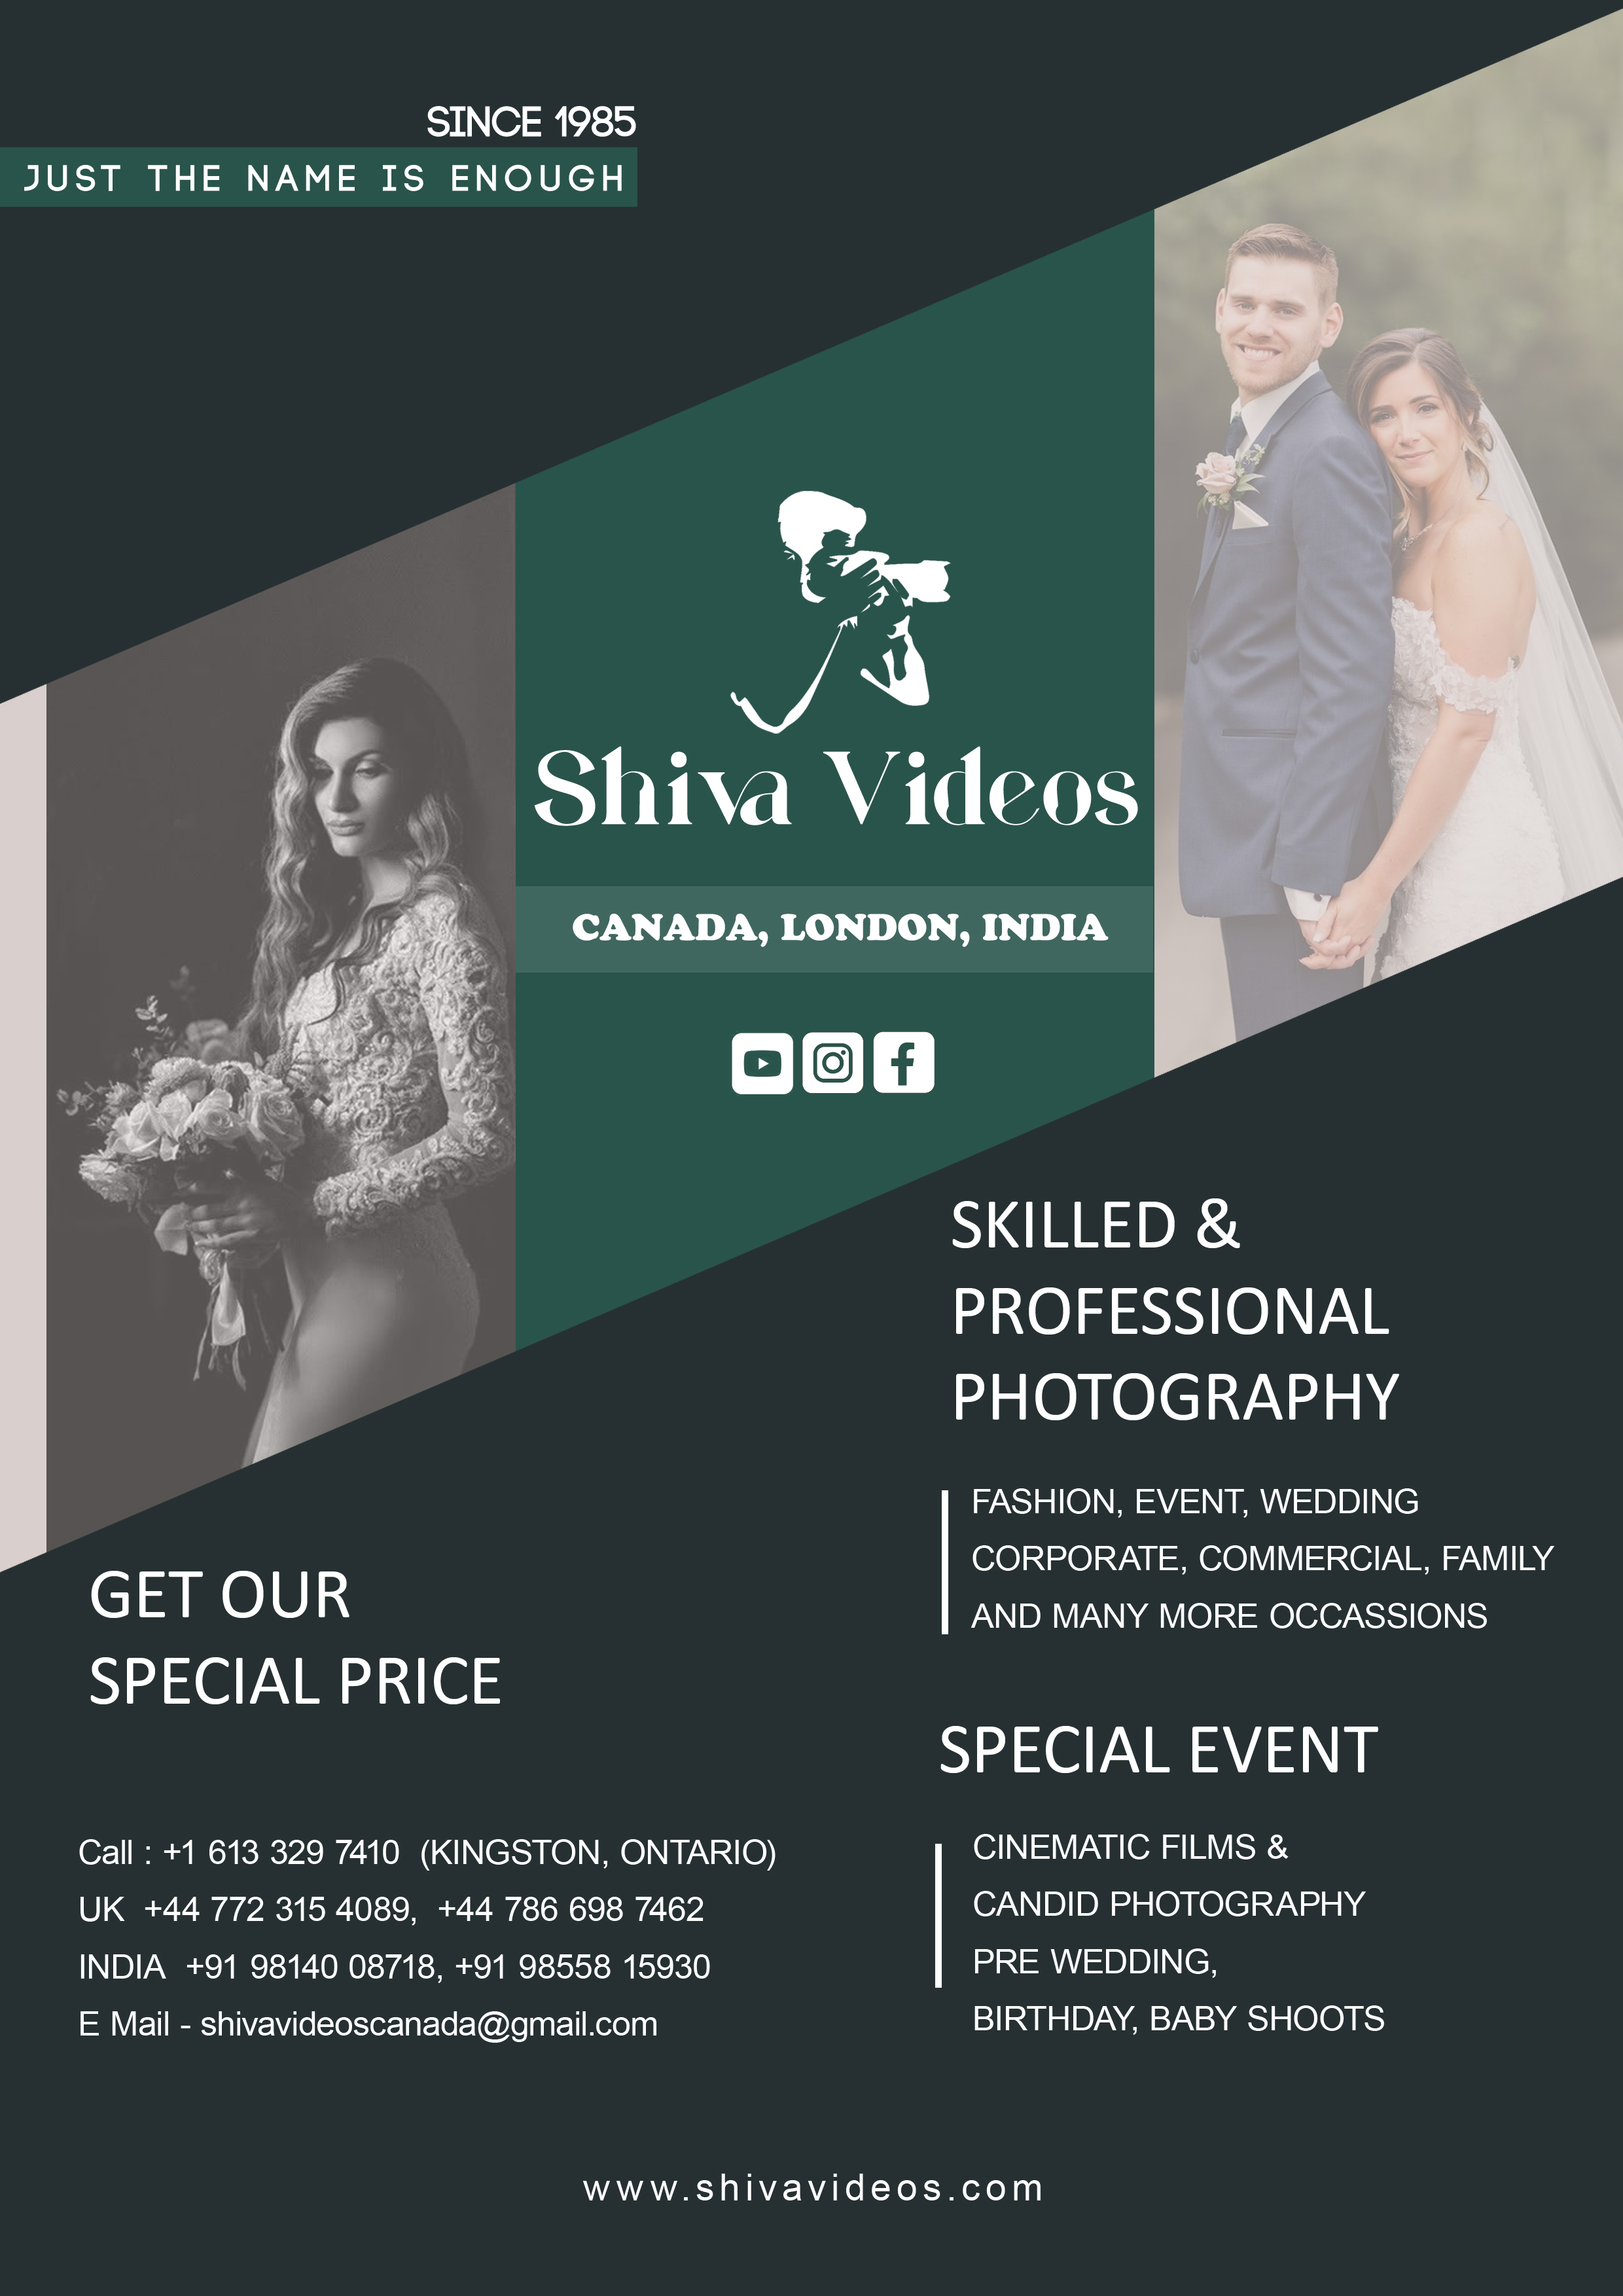 SINCE 1985
JUST THE NAME IS ENOUGH
Shiva Videos
CANADA, LONDON, INDIA
SKILLED &
PROFESSIONAL
PHOTOGRAPHY
FASHION, EVENT, WEDDING
CORPORATE, COMMERCIAL, FAMILY
AND MANY MORE OCCASSIONS
GET OUR
SPECIAL PRICE
SPECIAL EVENT
CINEMATIC FILMS &
CANDID PHOTOGRAPHY
PRE WEDDING,
BIRTHDAY, BABY SHOOTS
Call : +1 613 329 7410 (KINGSTON, ONTARIO)
UK +44 772 315 4089, +44 786 698 7462
INDIA +91 98140 08718, +91 98558 15930
E Mail - shivavideoscanada@gmail.com
www.shivavideos.com